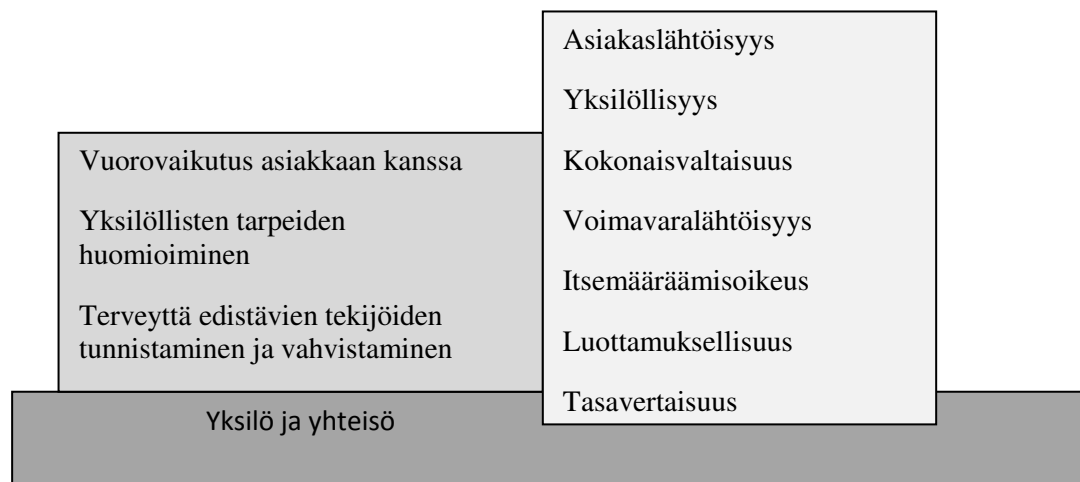 Vuorovaikutus asiakkaan kanssa
Yksilöllisten tarpeiden
huomioiminen
Terveyttä edistävien tekijöiden
tunnistaminen ja vahvistaminen
Asiakaslähtöisyys
Yksilöllisyys
Kokonaisvaltaisuus
Voimavaralähtöisyys
Itsemääräämisoikeus
Luottamuksellisuus
Tasavertaisuus
Yksilö ja yhteisö